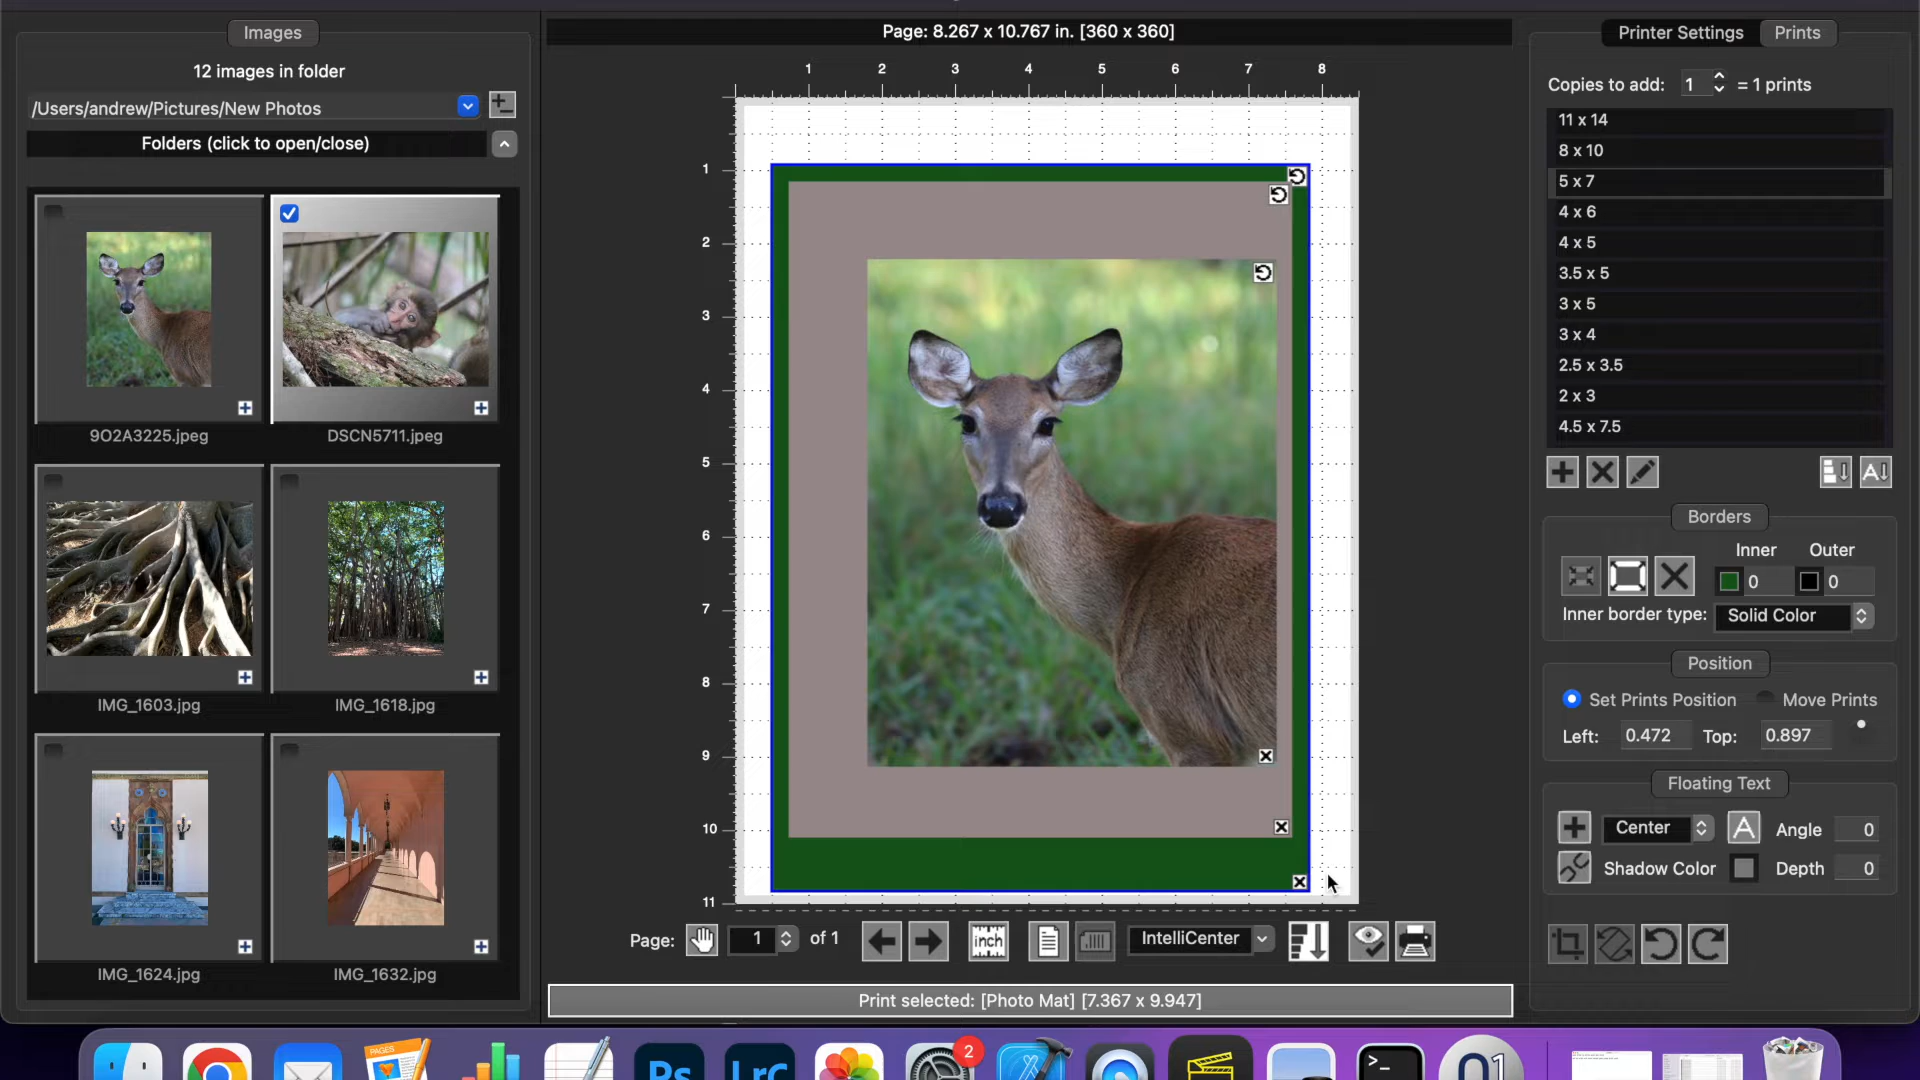 Images
12 images in folder
/Users/andrew/Pictures/New Photos
Folders (click to open/close)
9O2A3225.jpeg
DSCN5711.jpeg
IMG_1603.jpg
IMG_1618.jpg
IMG_1624.jpg
IMG_1632.jpg
Page: 8.267 x 10.767 in. [360 x 360]
1 2 3 4 5 6 7 8
1
2
3
4
5
6
7
8
9
10
11
Page: 1 of 1
inch
IntelliCenter
Print selected: [Photo Mat] [7.367 x 9.947]
Printer Settings Prints
Copies to add: 1 = 1 prints
11 x 14
8 x 10
5 x 7
4 x 6
4 x 5
3.5 x 5
3 x 5
3 x 4
2.5 x 3.5
2 x 3
4.5 x 7.5
A
Borders
Inner Outer
0 0
Inner border type: Solid Color
Position
Set Prints Position Move Prints
Left: 0.472 Top: 0.897
Floating Text
Center A Angle 0
Shadow Color Depth 0
PAGES
Ps
LrC
2
>_
01